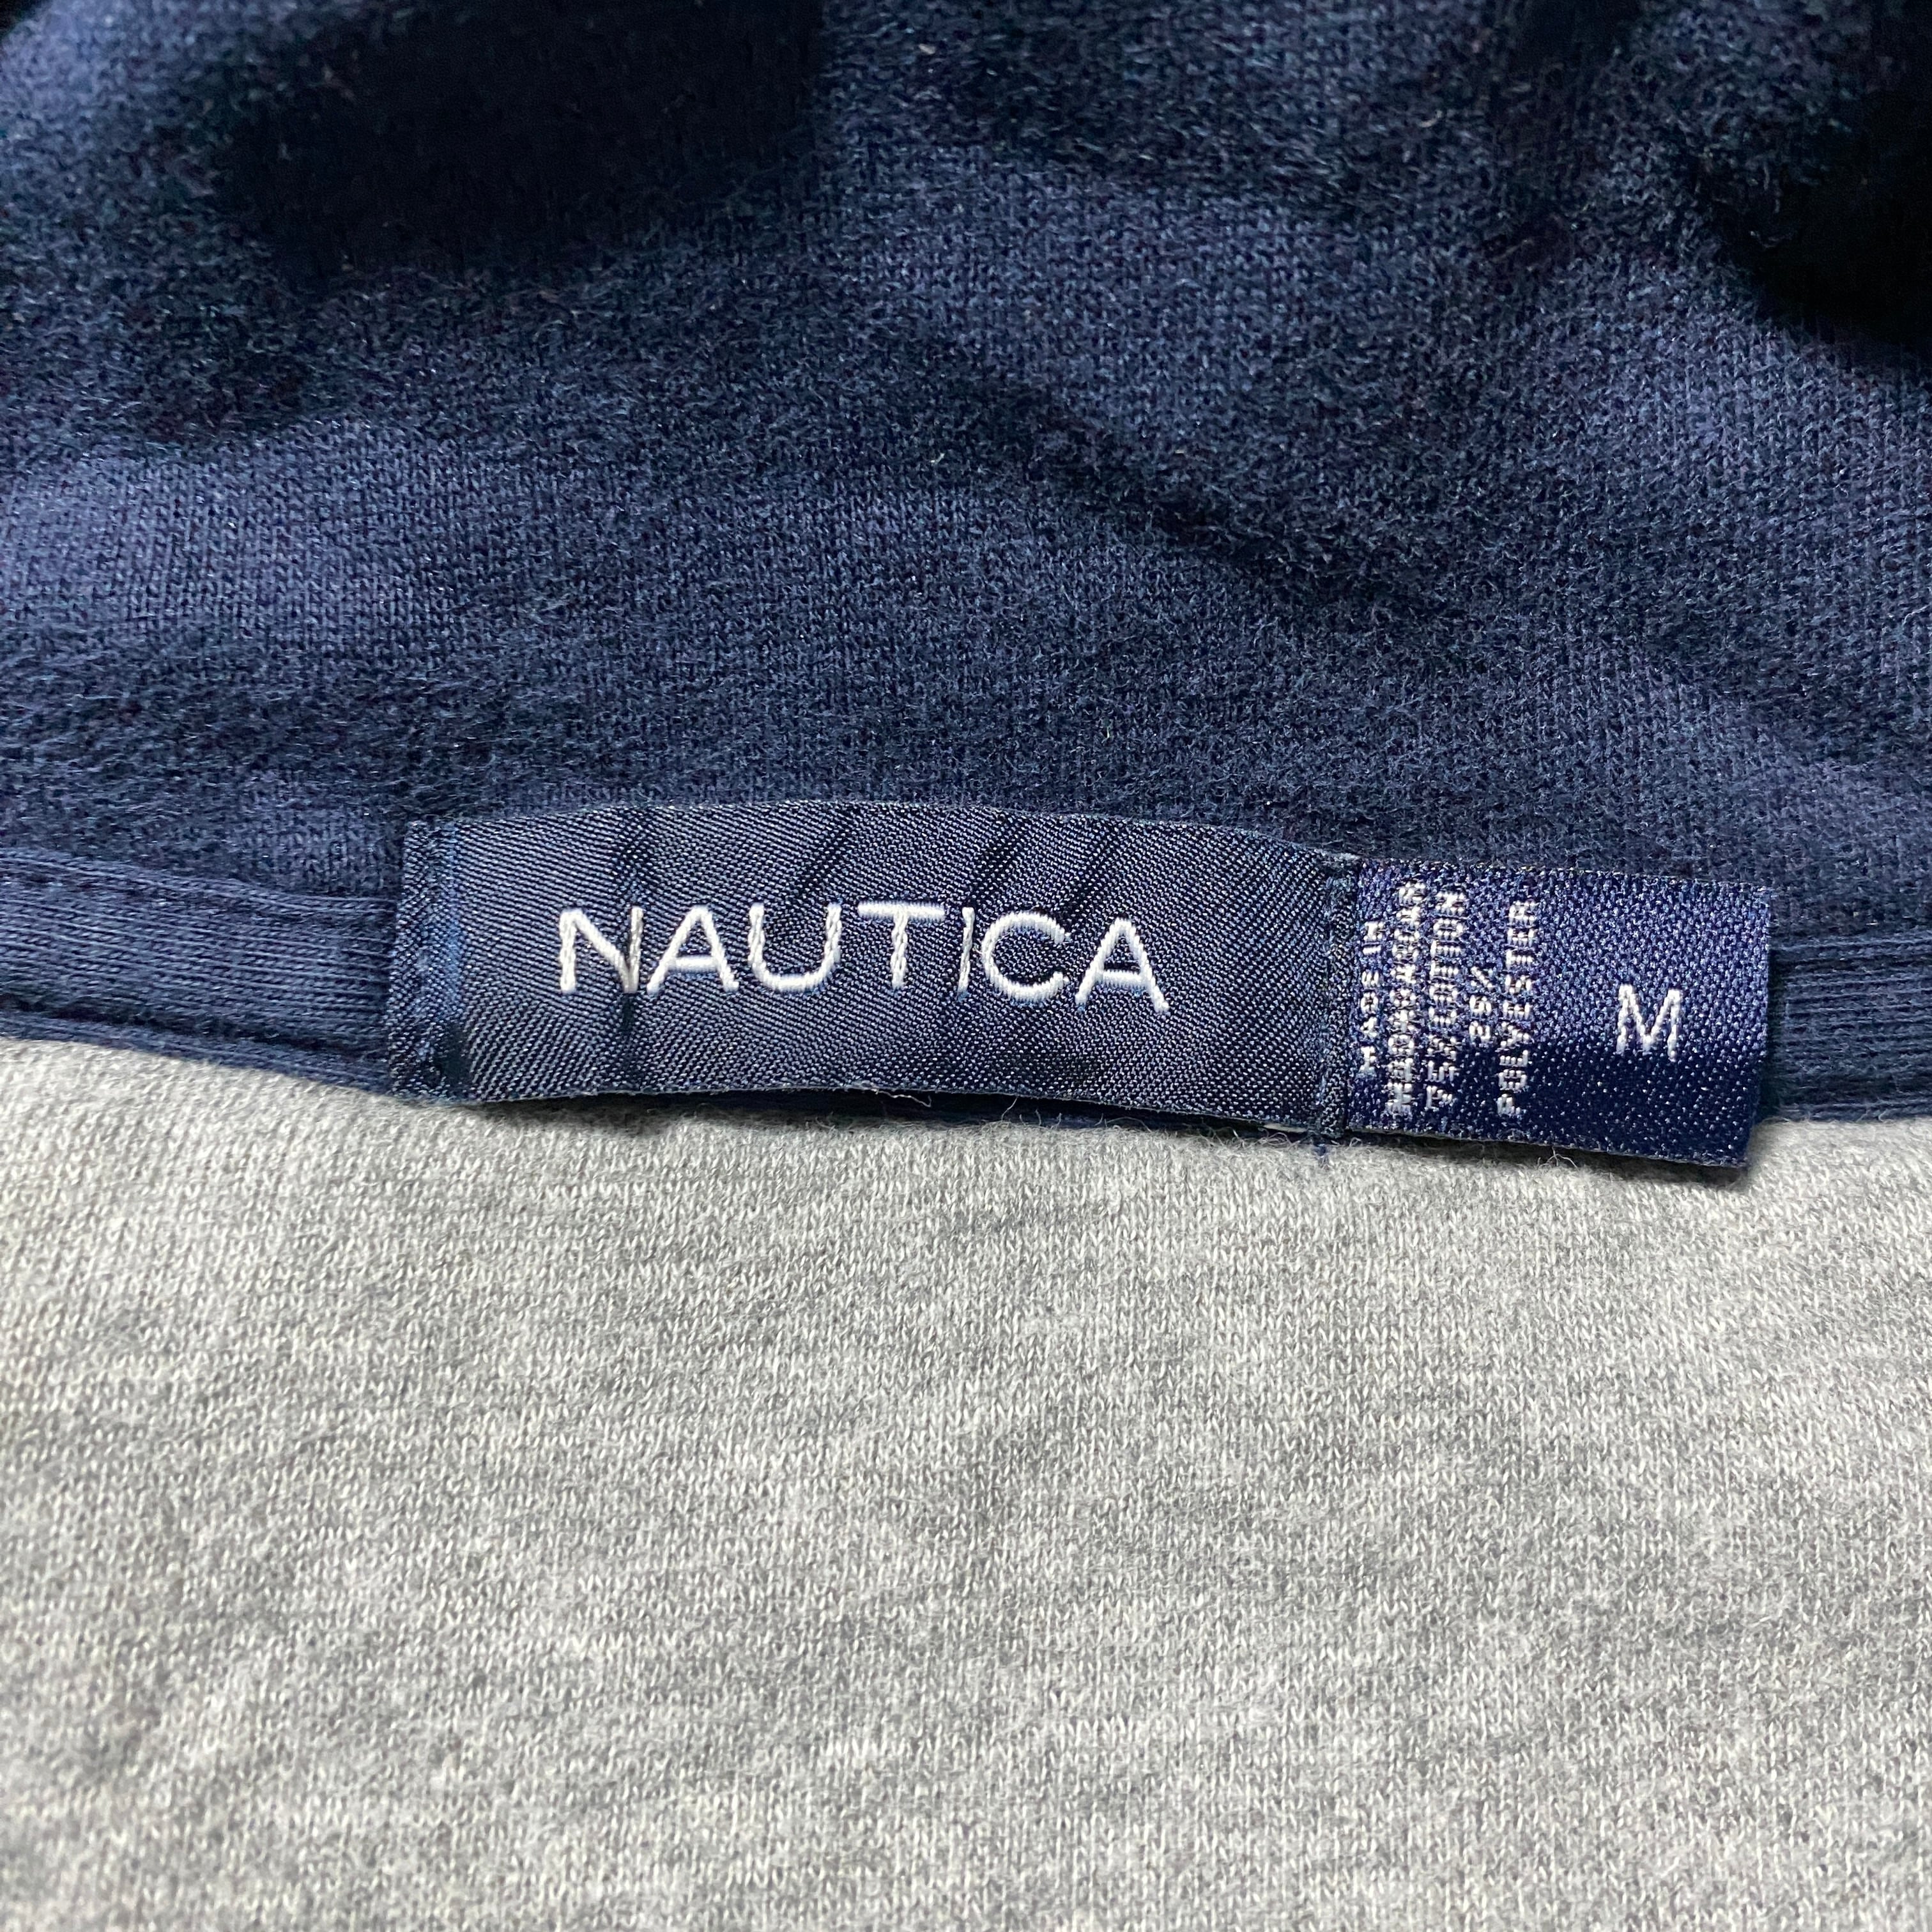 NAUTICA
MADE IN
MADAGASCAR
75%COTTON
25%
POLYESTER
M